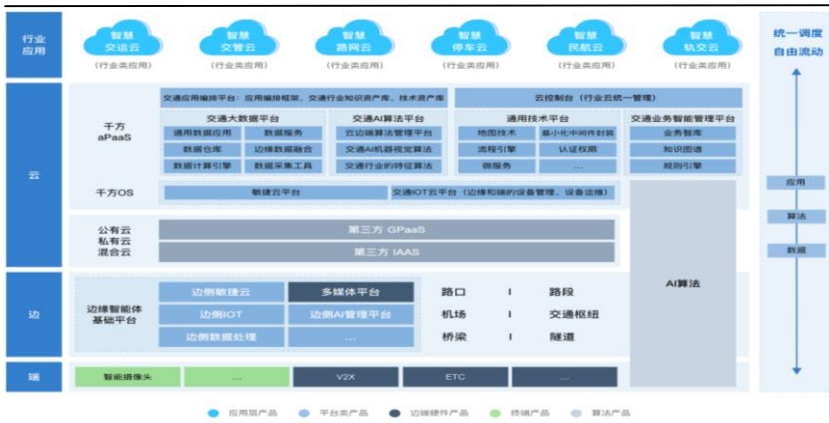 行业
应用
智慧
交运云
(行业类应用)
智慧
交管云
(行业类应用)
智慧
路网云
(行业类应用)
智慧
停车云
(行业类应用)
智慧
民航云
(行业类应用)
智慧
轨交云
(行业类应用)
统一调度
自由流动
云
千方
aPaaS
交通应用编排平台：应用编排框架、交通行业知识资产库、技术资产库
云控制台（行业云统一管理）
交通大数据平台
通用数据应用
数据服务
数据仓库
边缘数据融合
数据计算引擎
数据采集工具
交通AI算法平台
云边端算法管理平台
交通AI机器视觉算法
交通行业的特征算法
通用技术平台
地图技术
最小化中间件封装
流程引擎
认证权限
微服务
...
交通业务智能管理平台
业务智库
知识图谱
规则引擎
千方OS
敏捷云平台
交通IOT云平台（边缘和端的设备管理、设备运维）
公有云
私有云
混合云
第三方 GPaaS
第三方 IAAS
AI算法
应用
算法
数据
边
边缘智能体
基础平台
边侧敏捷云
多媒体平台
边侧IOT
边侧AI管理平台
边侧数据处理
...
路口 | 路段
机场 | 交通枢纽
桥梁 | 隧道
端
智能摄像头
...
V2X
ETC
...
应用层产品
平台类产品
边端硬件产品
终端产品
算法产品